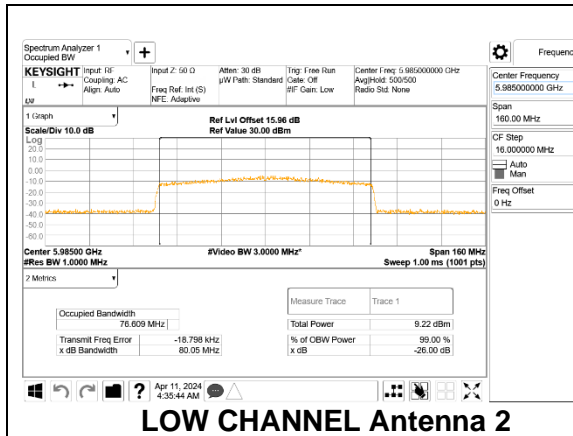 Spectrum Analyzer 1
Occupied BW
Frequenc
KEYSIGHT Input: RF Input Z: 50 Ω Atten: 30 dB Trig: Free Run Center Freq: 5.985000000 GHz
L Coupling: AC µW Path: Standard Gate: Off Avg|Hold: 500/500
Align: Auto Freq Ref: Int (S) #IF Gain: Low Radio Std: None
NFE: Adaptive
Center Frequency
5.985000000 GHz
Span
160.00 MHz
CF Step
16.000000 MHz
Auto
Man
Freq Offset
0 Hz
1 Graph
Ref Lvl Offset 15.96 dB
Scale/Div 10.0 dB Ref Value 30.00 dBm
Log
20.0
10.0
0.00
-10.0
-20.0
-30.0
-40.0
-50.0
-60.0
Center 5.98500 GHz #Video BW 3.0000 MHz* Span 160 MHz
#Res BW 1.0000 MHz Sweep 1.00 ms (1001 pts)
2 Metrics
Measure Trace Trace 1
Occupied Bandwidth
76.609 MHz Total Power 9.22 dBm
Transmit Freq Error -18.798 kHz % of OBW Power 99.00 %
x dB Bandwidth 80.05 MHz x dB -26.00 dB
? Apr 11, 2024
4:35:44 AM
LOW CHANNEL Antenna 2